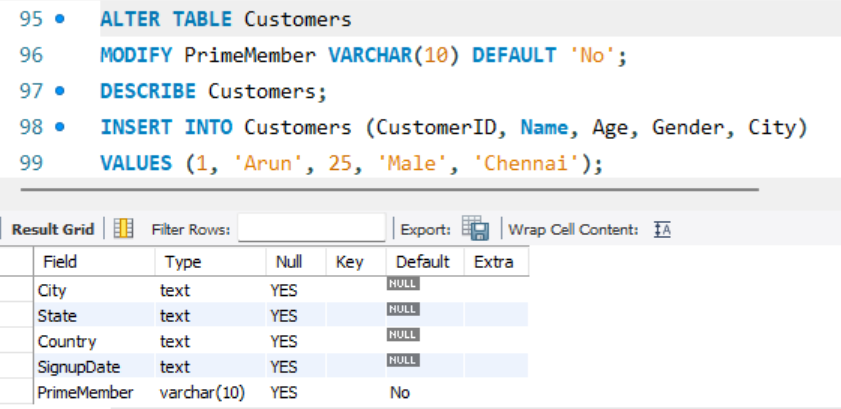 95 ALTER TABLE Customers
96 MODIFY PrimeMember VARCHAR(10) DEFAULT 'No';
97 DESCRIBE Customers;
98 INSERT INTO Customers (CustomerID, Name, Age, Gender, City)
99 VALUES (1, 'Arun', 25, 'Male', 'Chennai');
Result Grid Filter Rows: Export: Wrap Cell Content: IA
Field Type Null Key Default Extra
City text YES NULL
State text YES NULL
Country text YES NULL
SignupDate text YES NULL
PrimeMember varchar(10) YES No